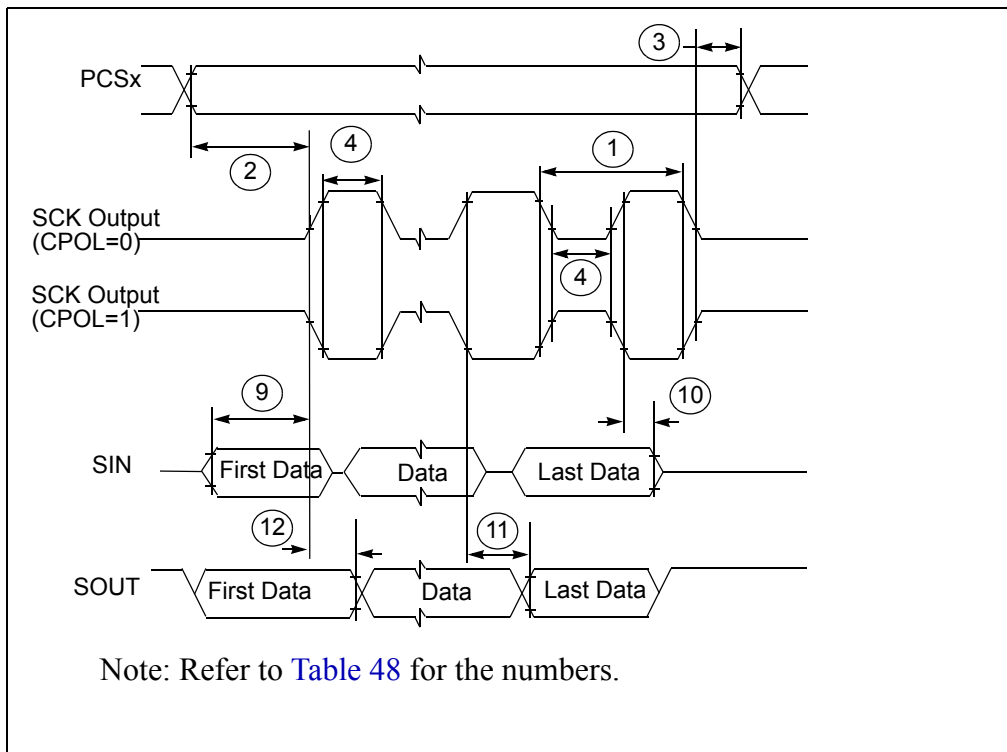 3
PCSx
2
4
1
SCK Output
(CPOL=0)
4
SCK Output
(CPOL=1)
9
10
SIN
First Data
Data
Last Data
12
11
SOUT
First Data
Data
Last Data
Note: Refer to Table 48 for the numbers.